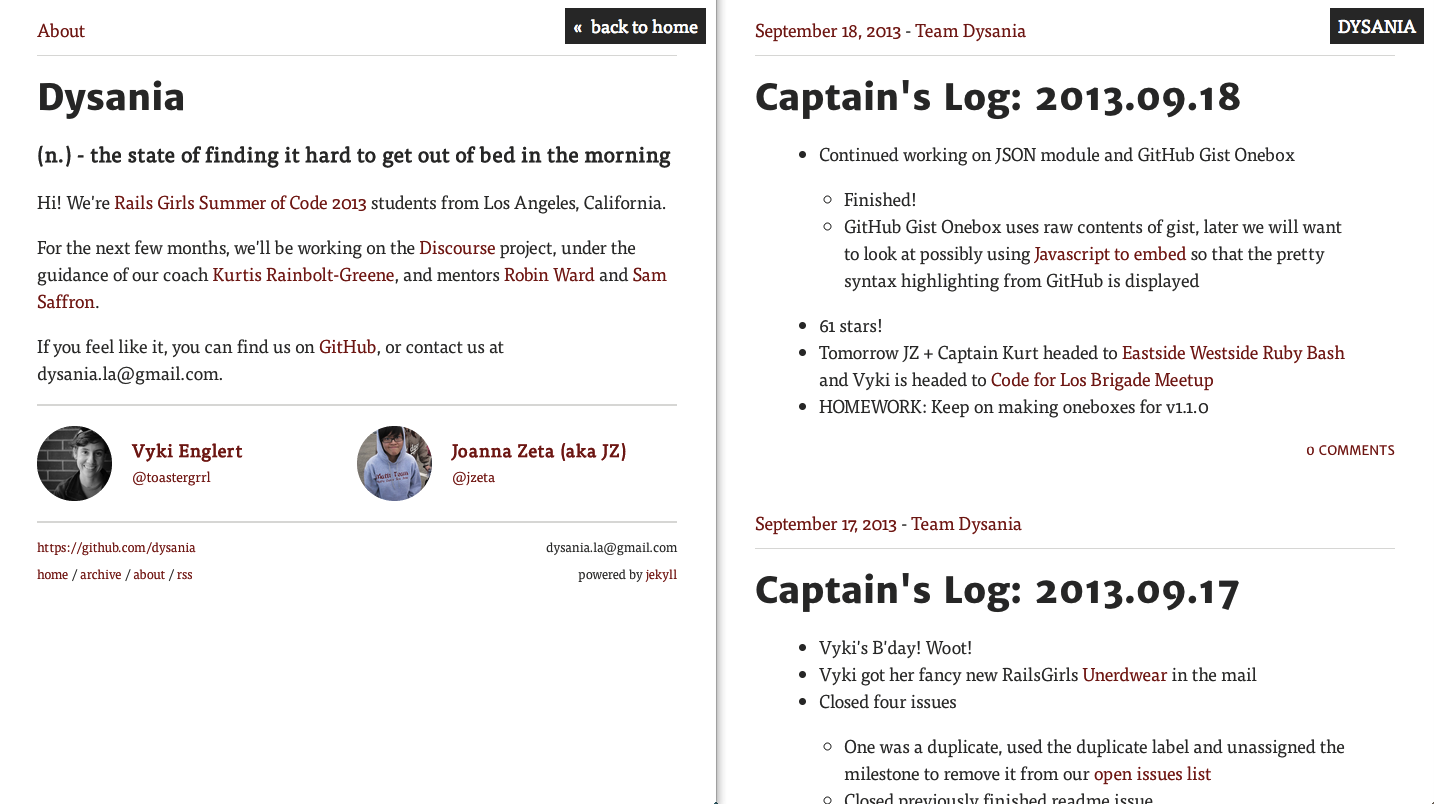 About
« back to home
Dysania
(n.) - the state of finding it hard to get out of bed in the morning
Hi! We're Rails Girls Summer of Code 2013 students from Los Angeles, California.
For the next few months, we'll be working on the Discourse project, under the
guidance of our coach Kurtis Rainbolt-Greene, and mentors Robin Ward and Sam
Saffron.
If you feel like it, you can find us on GitHub, or contact us at
dysania.la@gmail.com.
Vyki Englert
@toastergrrl
Joanna Zeta (aka JZ)
@jzeta
https://github.com/dysania
dysania.la@gmail.com
home / archive / about / rss
powered by jekyll
September 18, 2013 - Team Dysania
DYSANIA
Captain's Log: 2013.09.18
• Continued working on JSON module and GitHub Gist Onebox
◦ Finished!
◦ GitHub Gist Onebox uses raw contents of gist, later we will want
to look at possibly using Javascript to embed so that the pretty
syntax highlighting from GitHub is displayed
• 61 stars!
• Tomorrow JZ + Captain Kurt headed to Eastside Westside Ruby Bash
and Vyki is headed to Code for Los Brigade Meetup
• HOMEWORK: Keep on making oneboxes for v1.1.0
0 COMMENTS
September 17, 2013 - Team Dysania
Captain's Log: 2013.09.17
• Vyki's B'day! Woot!
• Vyki got her fancy new RailsGirls Unerdwear in the mail
• Closed four issues
◦ One was a duplicate, used the duplicate label and unassigned the
milestone to remove it from our open issues list
◦ Closed previously finished readme issue